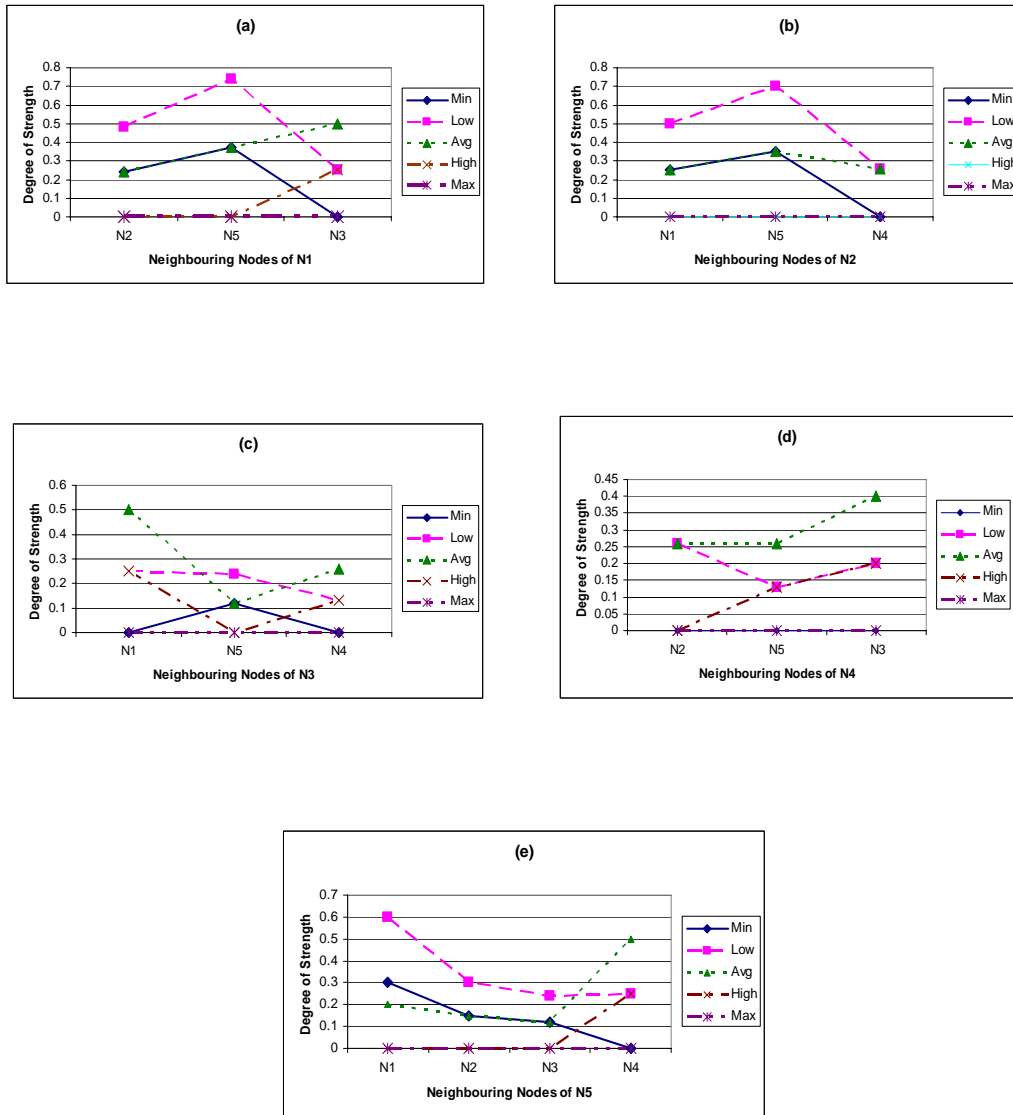 (a)
0.8
0.7
0.6
0.5
0.4
0.3
0.2
0.1
0
Degree of Strength
N2 N5 N3
Neighbouring Nodes of N1
Min
Low
Avg
High
Max
(b)
0.8
0.7
0.6
0.5
0.4
0.3
0.2
0.1
0
Degree of Strength
N1 N5 N4
Neighbouring Nodes of N2
Min
Low
Avg
High
Max
(c)
0.6
0.5
0.4
0.3
0.2
0.1
0
Degree of Strength
N1 N5 N4
Neighbouring Nodes of N3
Min
Low
Avg
High
Max
(d)
0.45
0.4
0.35
0.3
0.25
0.2
0.15
0.1
0.05
0
Degree of Strength
N2 N5 N3
Neighbouring Nodes of N4
Min
Low
Avg
High
Max
(e)
0.7
0.6
0.5
0.4
0.3
0.2
0.1
0
Degree of Strength
N1 N2 N3 N4
Neighbouring Nodes of N5
Min
Low
Avg
High
Max